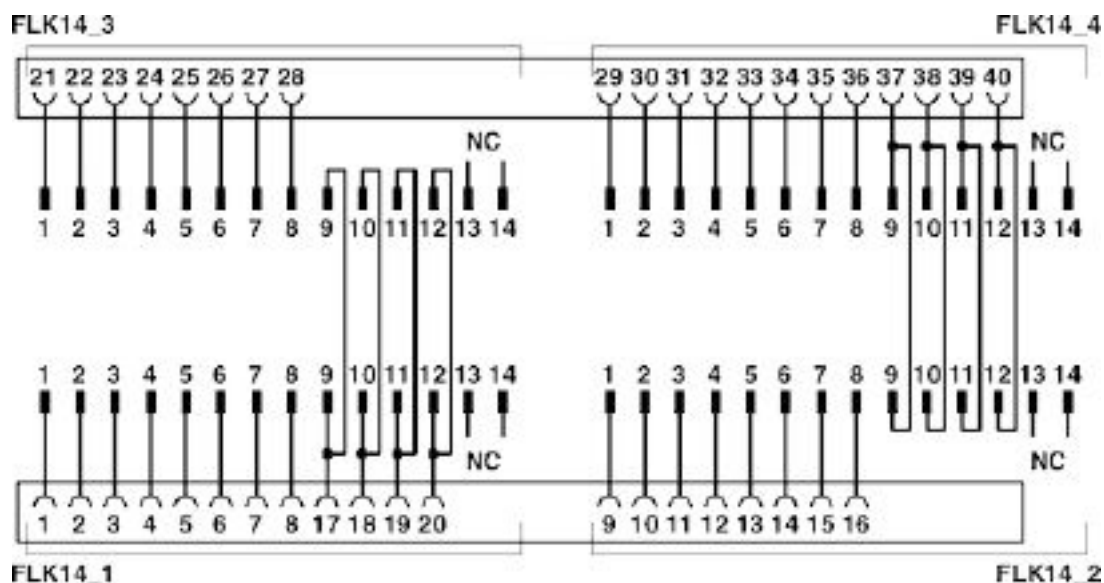 FLK14_3 FLK14_4
21 22 23 24 25 26 27 28 29 30 31 32 33 34 35 36 37 38 39 40
NC NC
1 2 3 4 5 6 7 8 9 10 11 12 13 14 1 2 3 4 5 6 7 8 9 10 11 12 13 14
1 2 3 4 5 6 7 8 9 10 11 12 13 14 1 2 3 4 5 6 7 8 9 10 11 12 13 14
NC NC
1 2 3 4 5 6 7 8 17 18 19 20 9 10 11 12 13 14 15 16
FLK14_1 FLK14_2